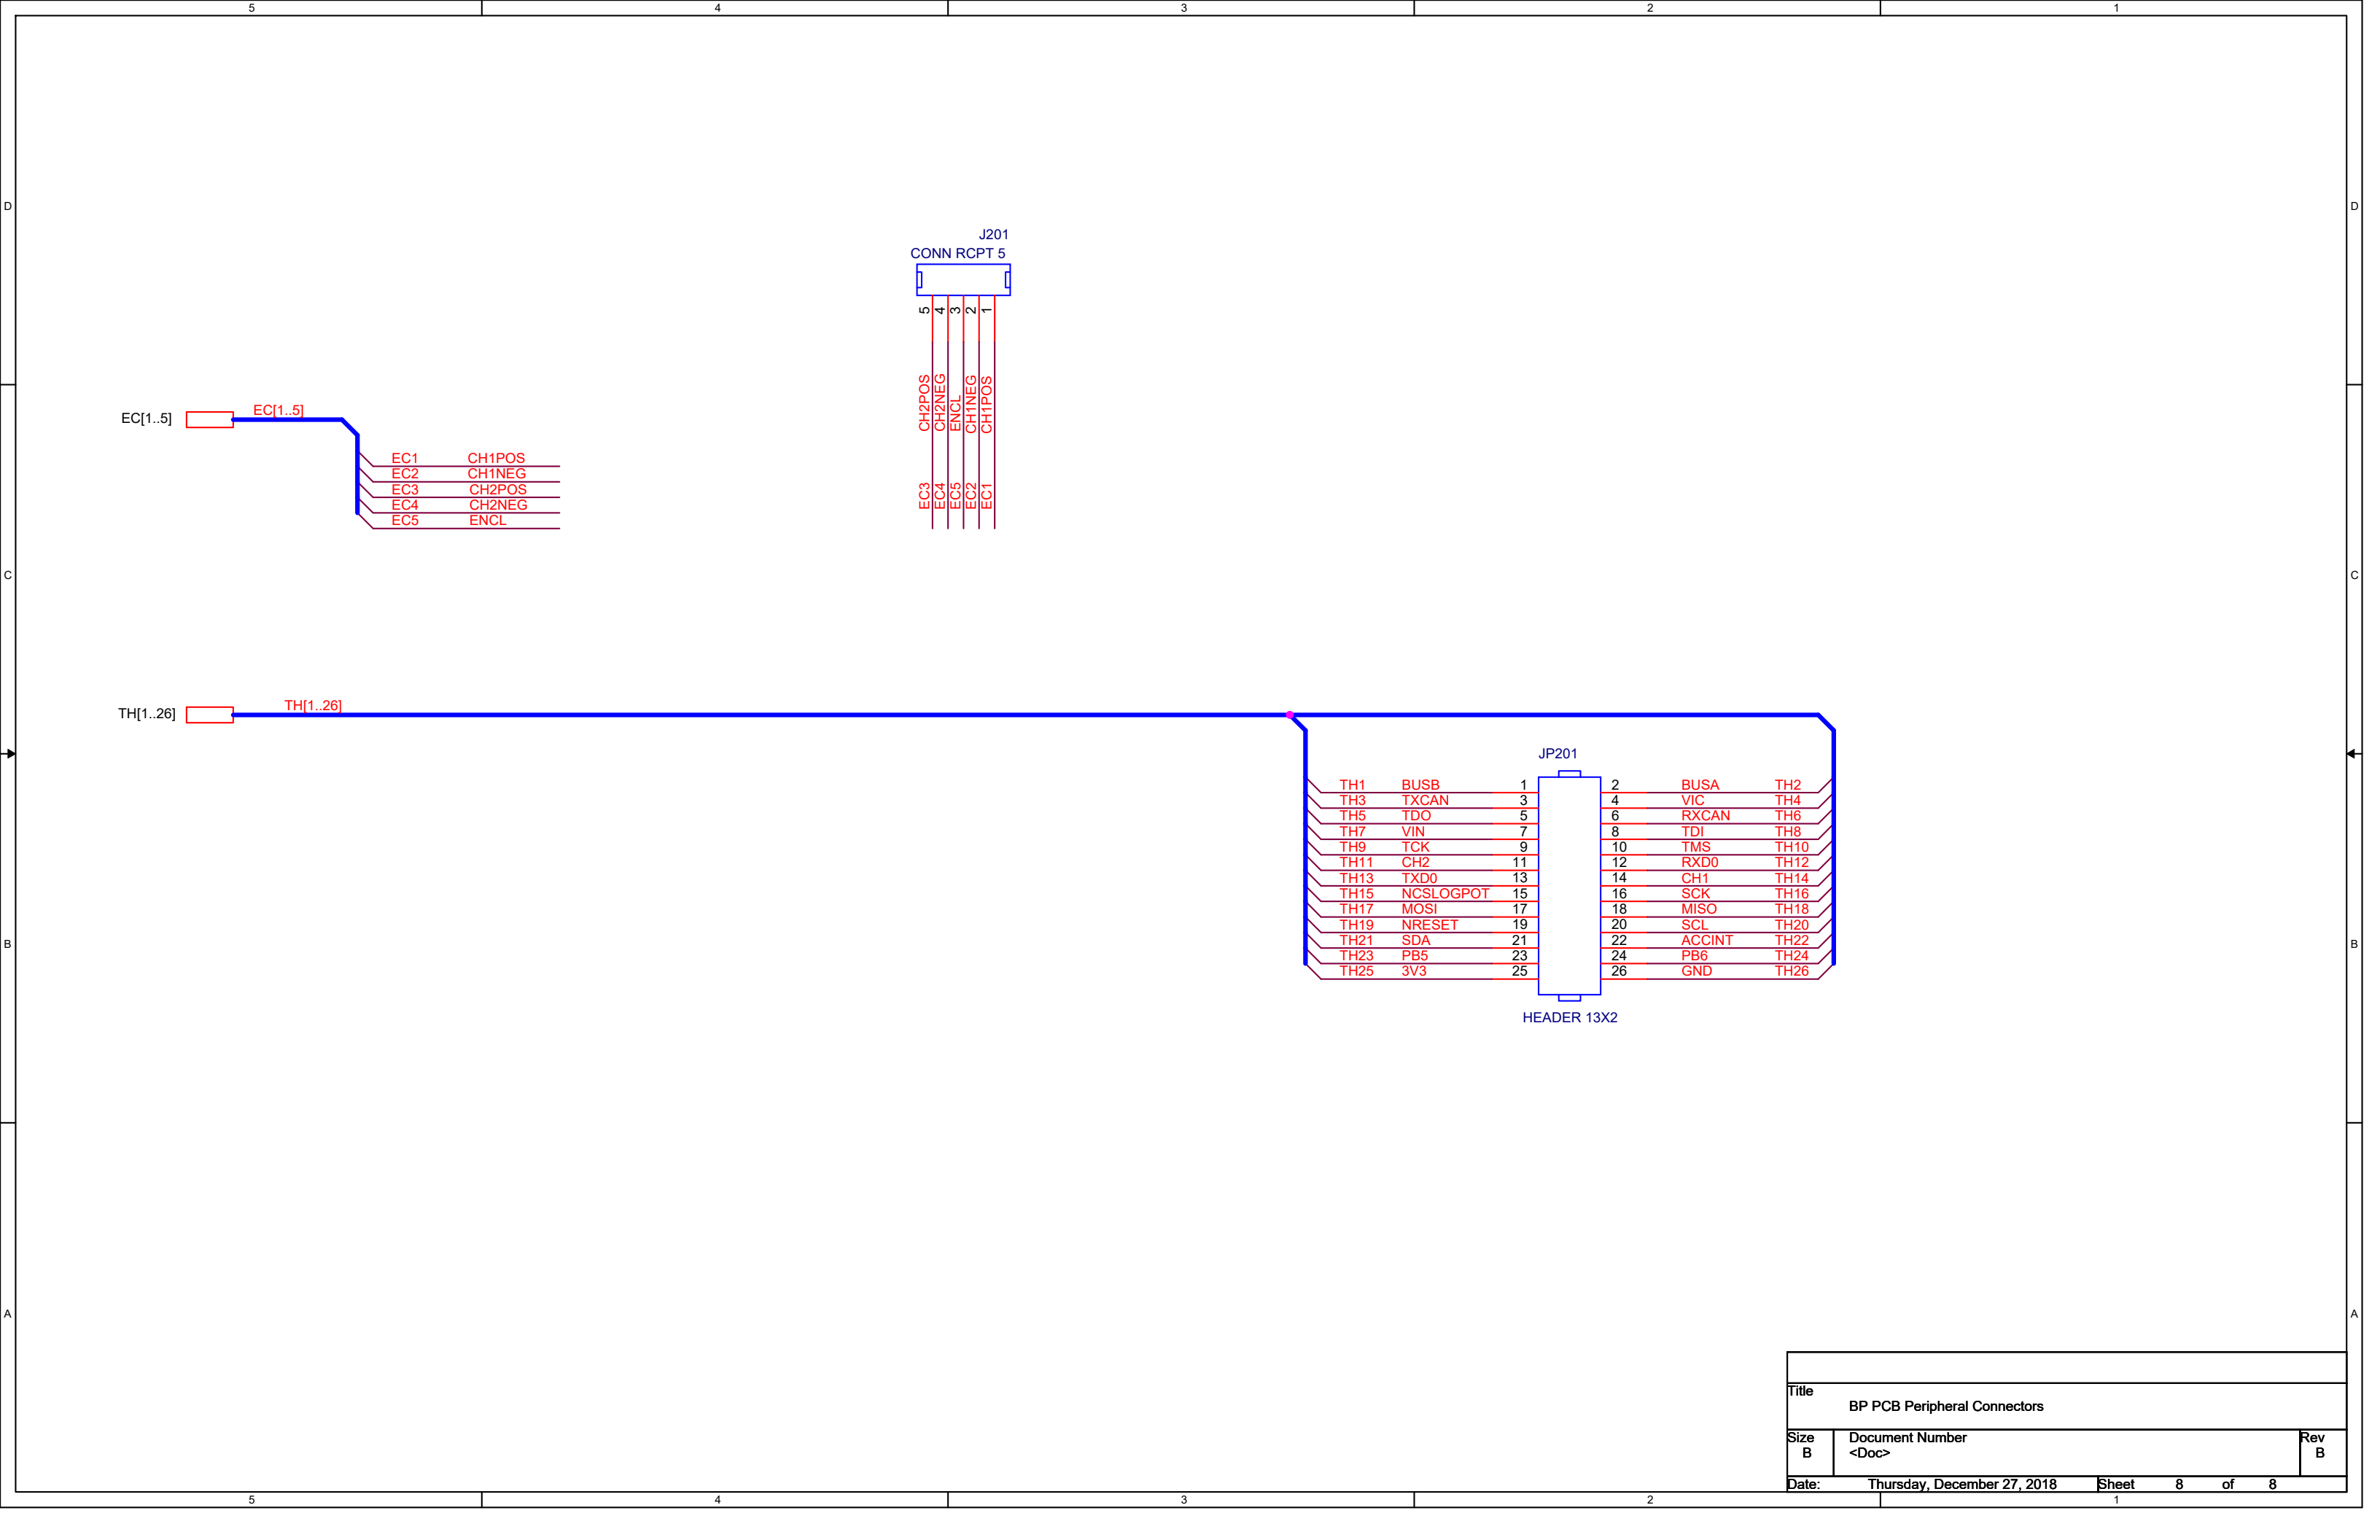 5 4 3 2 1
D D
J201
CONN RCPT 5
5 4 3 2 1
CH2POS CH2NEG ENCL CH1NEG CH1POS
EC3 EC4 EC5 EC2 EC1
EC[1..5] EC[1..5]
EC1 CH1POS
EC2 CH1NEG
EC3 CH2POS
EC4 CH2NEG
EC5 ENCL
C C
TH[1..26] TH[1..26]
JP201
TH1 BUSB 1 2 BUSA TH2
TH3 TXCAN 3 4 VIC TH4
TH5 TDO 5 6 RXCAN TH6
TH7 VIN 7 8 TDI TH8
TH9 TCK 9 10 TMS TH10
TH11 CH2 11 12 RXD0 TH12
TH13 TXD0 13 14 CH1 TH14
TH15 NCSLOGPOT 15 16 SCK TH16
TH17 MOSI 17 18 MISO TH18
TH19 NRESET 19 20 SCL TH20
TH21 SDA 21 22 ACCINT TH22
TH23 PB5 23 24 PB6 TH24
TH25 3V3 25 26 GND TH26
B B
HEADER 13X2
A A
Title
BP PCB Peripheral Connectors
Size Document Number Rev
B <Doc> B
Date: Thursday, December 27, 2018 Sheet 8 of 8
5 4 3 2 1